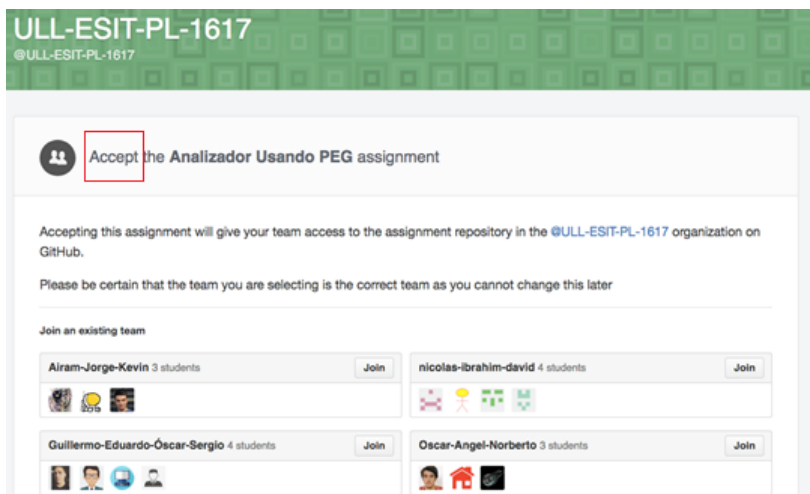 ULL-ESIT-PL-1617
@ULL-ESIT-PL-1617
Accept the Analizador Usando PEG assignment
Accepting this assignment will give your team access to the assignment repository in the @ULL-ESIT-PL-1617 organization on
GitHub.
Please be certain that the team you are selecting is the correct team as you cannot change this later
Join an existing team
Airam-Jorge-Kevin 3 students Join
nicolas-ibrahim-david 4 students Join
Guillermo-Eduardo-Óscar-Sergio 4 students Join
Oscar-Angel-Norberto 3 students Join